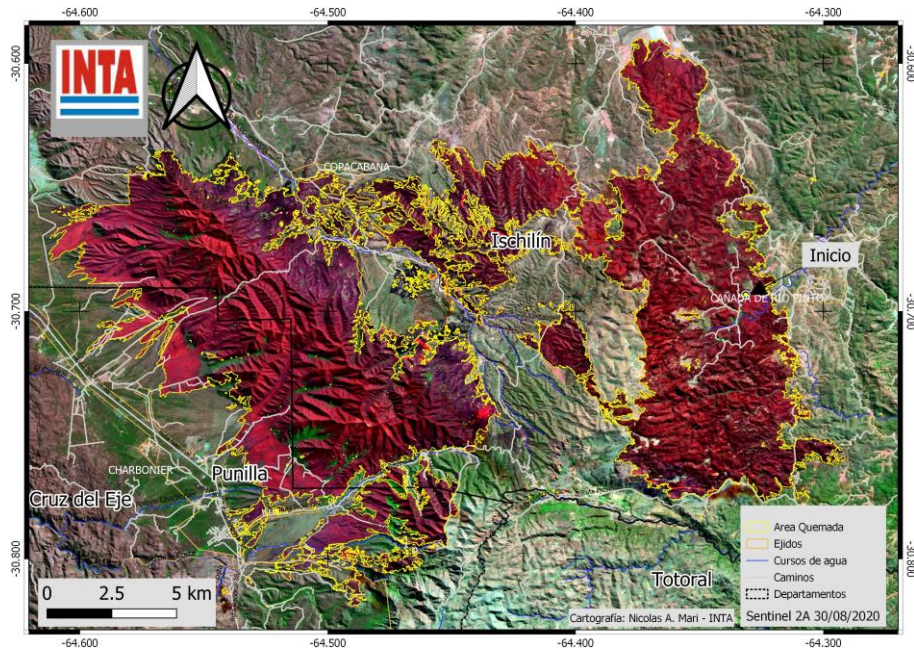 -64.600
-64.500
-64.400
-64.300
-30.600
-30.600
INTA
COPACABANA
Ischilín
Inicio
CAÑADA DE RIO PINTO
-30.700
-30.700
CHARBONIER
Punilla
Cruz del Eje
-30.800
-30.800
Totoral
0 2.5 5 km
Area Quemada
Ejidos
Cursos de agua
Caminos
Departamentos
Sentinel 2A 30/08/2020
Cartografía: Nicolas A. Mari - INTA
-64.600
-64.500
-64.400
-64.300